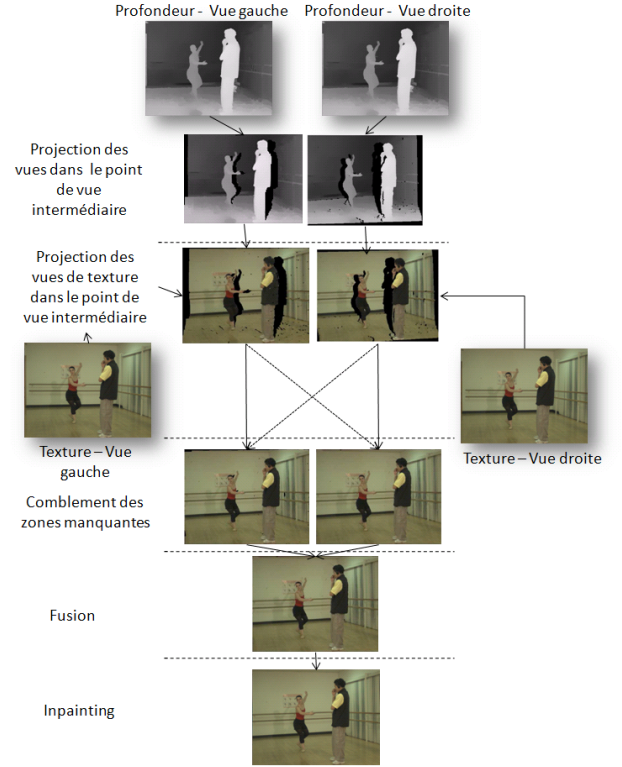 Profondeur -  Vue gauche
Profondeur -  Vue droite
Projection des
vues dans  le point
de vue
intermédiaire
Projection des
vues de texture
dans le point de
vue intermédiaire
Texture – Vue
gauche
Texture – Vue droite
Comblement des
zones manquantes
Fusion
Inpainting